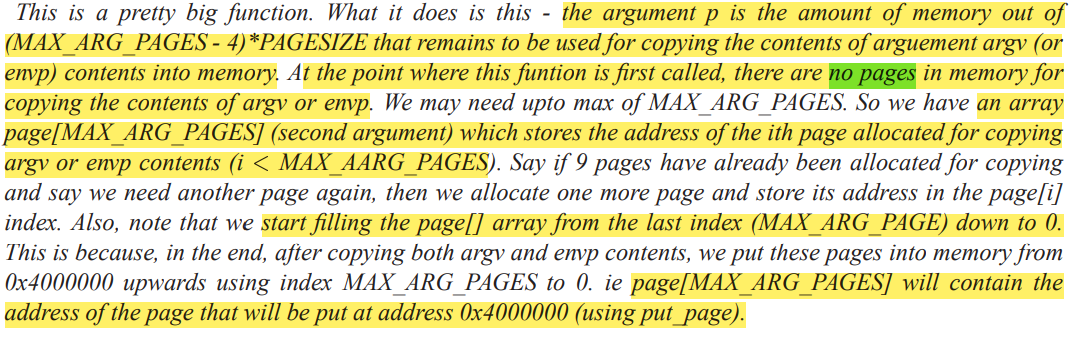 This is a pretty big function. What it does is this - the argument p is the amount of memory out of
(MAX_ARG_PAGES - 4)*PAGESIZE that remains to be used for copying the contents of arguement argv (or
envp) contents into memory. At the point where this funtion is first called, there are no pages in memory for
copying the contents of argv or envp. We may need upto max of MAX_ARG_PAGES. So we have an array
page[MAX_ARG_PAGES] (second argument) which stores the address of the ith page allocated for copying
argv or envp contents (i < MAX_AARG_PAGES). Say if 9 pages have already been allocated for copying
and say we need another page again, then we allocate one more page and store its address in the page[i]
index. Also, note that we start filling the page[] array from the last index (MAX_ARG_PAGE) down to 0.
This is because, in the end, after copying both argv and envp contents, we put these pages into memory from
0x4000000 upwards using index MAX_ARG_PAGES to 0. ie page[MAX_ARG_PAGES] will contain the
address of the page that will be put at address 0x4000000 (using put_page).